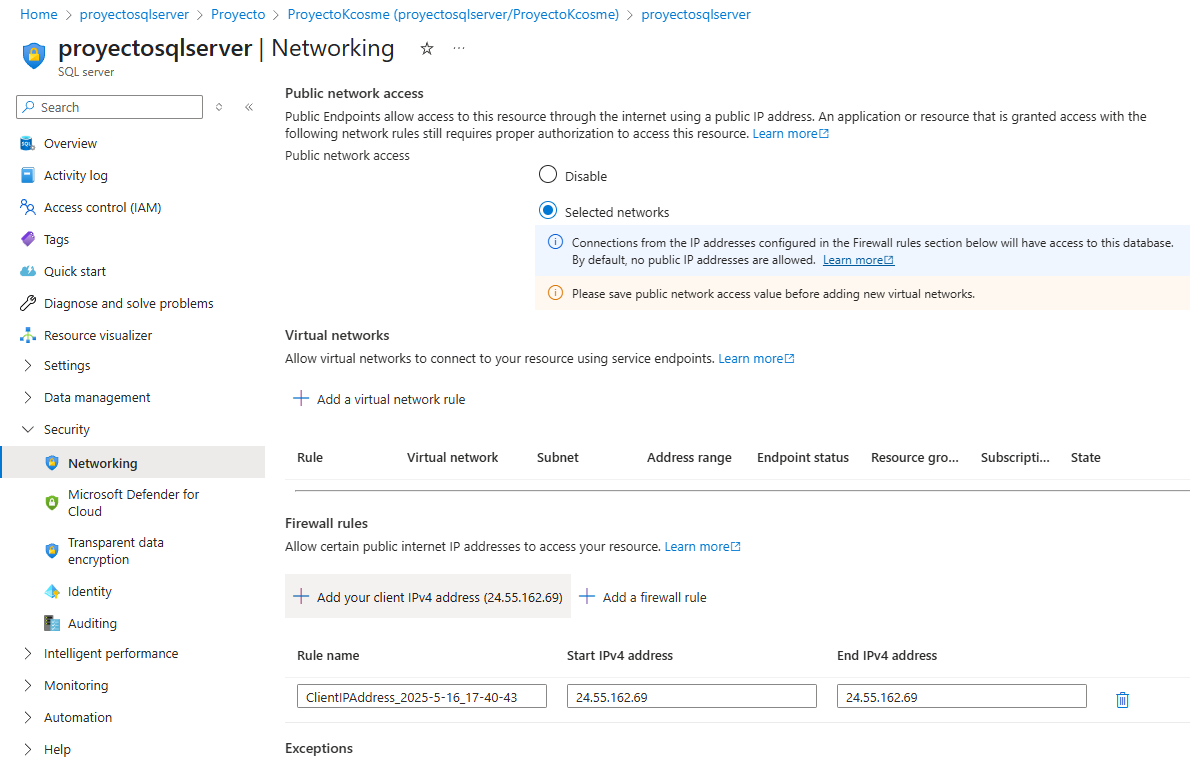 Home > proyectosqlserver > Proyecto > ProyectoKcosme (proyectosqlserver/ProyectoKcosme) > proyectosqlserver
proyectosqlserver | Networking
SQL server
Search
Overview
Activity log
Access control (IAM)
Tags
Quick start
Diagnose and solve problems
Resource visualizer
Settings
Data management
Security
Networking
Microsoft Defender for
Cloud
Transparent data
encryption
Identity
Auditing
Intelligent performance
Monitoring
Automation
Help
Public network access
Public Endpoints allow access to this resource through the internet using a public IP address. An application or resource that is granted access with the
following network rules still requires proper authorization to access this resource. Learn more
Public network access
Disable
Selected networks
Connections from the IP addresses configured in the Firewall rules section below will have access to this database.
By default, no public IP addresses are allowed. Learn more
Please save public network access value before adding new virtual networks.
Virtual networks
Allow virtual networks to connect to your resource using service endpoints. Learn more
+ Add a virtual network rule
Rule Virtual network Subnet Address range Endpoint status Resource gro... Subscripti... State
Firewall rules
Allow certain public internet IP addresses to access your resource. Learn more
+ Add your client IPv4 address (24.55.162.69) + Add a firewall rule
Rule name Start IPv4 address End IPv4 address
ClientIPAddress_2025-5-16_17-40-43 24.55.162.69 24.55.162.69
Exceptions